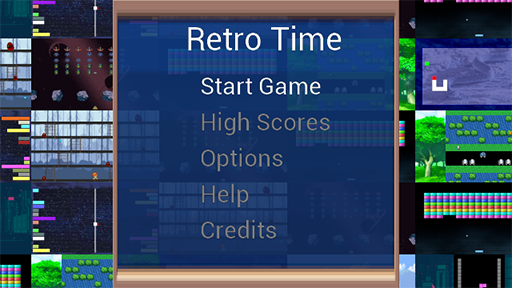 Retro Time
Start Game
High Scores
Options
Help
Credits